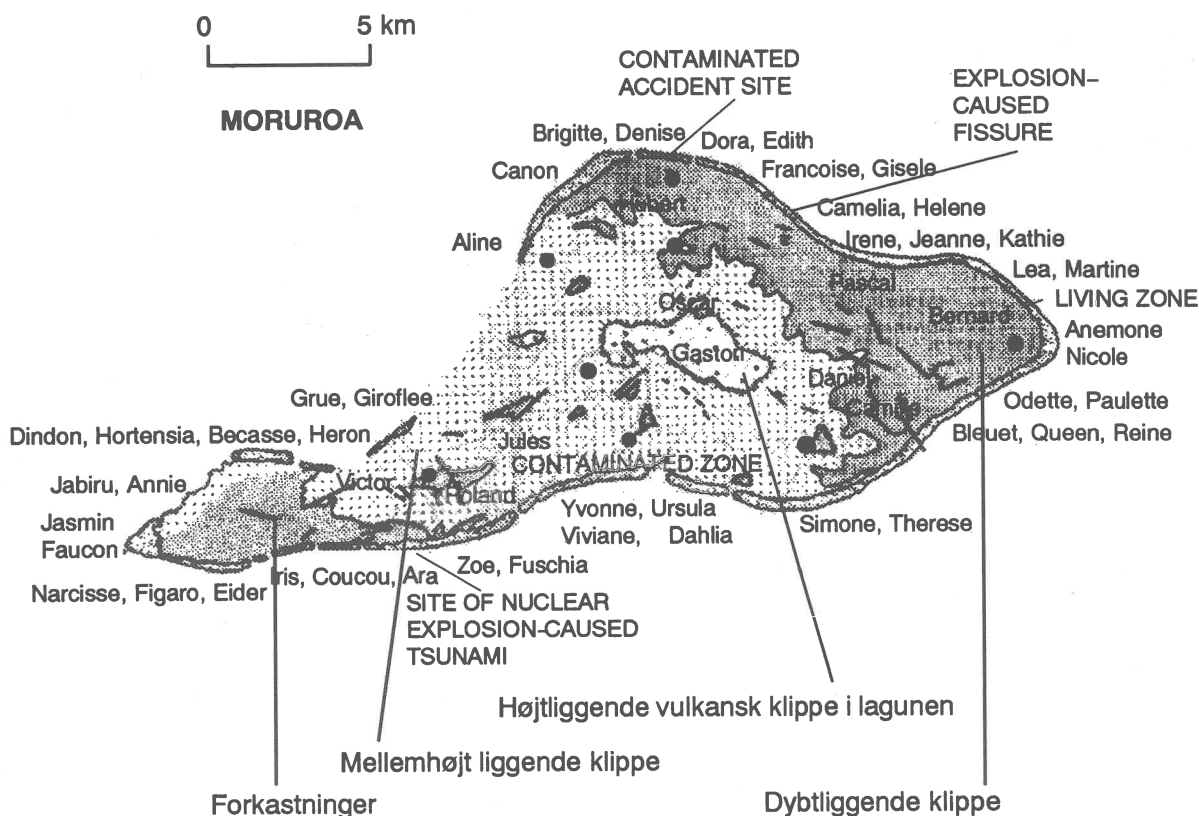 0 5 km
MORUROA
CONTAMINATED
ACCIDENT SITE
EXPLOSION–
CAUSED
FISSURE
Brigitte, Denise
Dora, Edith
Canon
Francoise, Gisele
Camelia, Helene
Aline
Irene, Jeanne, Kathie
Lea, Martine
Pascal
Oscar
LIVING ZONE
Bernard
Anemone
Nicole
Gaston
Daniel
Camille
Grue, Giroflee
Odette, Paulette
Dindon, Hortensia, Becasse, Heron
Bleuet, Queen, Reine
Jules
CONTAMINATED ZONE
Jabiru, Annie
Victor
Roland
Yvonne, Ursula
Viviane, Dahlia
Simone, Therese
Jasmin
Faucon
Zoe, Fuschia
Narcisse, Figaro, Eider
Iris, Coucou, Ara
SITE OF NUCLEAR
EXPLOSION-CAUSED
TSUNAMI
Højtliggende vulkansk klippe i lagunen
Mellemhøjt liggende klippe
Forkastninger
Dybtliggende klippe